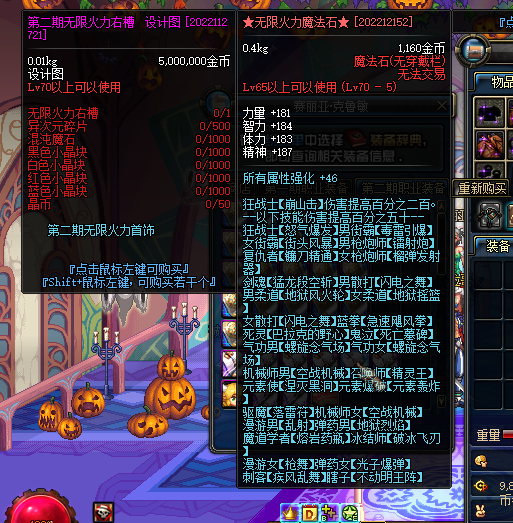 第二期无限火力右槽 设计图 [20221112721]
0.01kg 5,000,000金币
设计图
Lv70以上可以使用
无限火力右槽 0/1
异次元碎片 0/500
混沌魔石 0/1000
黑色小晶块 0/1000
白色小晶块 0/1000
红色小晶块 0/1000
蓝色小晶块 0/1000
晶币 0/50
第二期无限火力首饰
『点击鼠标左键可购买』
『Shift+鼠标左键, 可购买若干个』
★无限火力魔法石★ [202212152]
0.4kg 1,160金币
魔法石(无穿戴栏)
无法交易
Lv65以上可以使用 (Lv70 - 5)
力量 +181
智力 +184
体力 +183
精神 +187
所有属性强化 +46
狂战士【崩山击】伤害提高百分之二百。
---以下技能伤害提高百分之五十---
狂战士【怒气爆发】男街霸【毒雷引爆】
女街霸【街头风暴】男枪炮师【镭射炮】
复仇者【镰刀精通】女枪炮师【榴弹发射器】
剑魂【猛龙段空斩】男散打【闪电之舞】
男柔道【地狱风火轮】女柔道【地狱摇篮】
女散打【闪电之舞】蓝拳【急速飓风拳】
死灵【巴拉克的野心】鬼泣【死亡墓碑】
气功男【螺旋念气场】气功女【螺旋念气场】
机械师男【空战机械】召唤师【精灵王】
元素使【湮灭黑洞】元素爆【元素轰炸】
驱魔【落雷符】机械师女【空战机械】
漫游男【乱射】弹药男【地狱烈焰】
魔道学者【熔岩药瓶】冰结师【破冰飞刃】
漫游女【枪舞】弹药女【光子爆弹】
刺客【疾风乱舞】瞎子【不动明王阵】
物品
重新购买
装备
重量
9,8
币